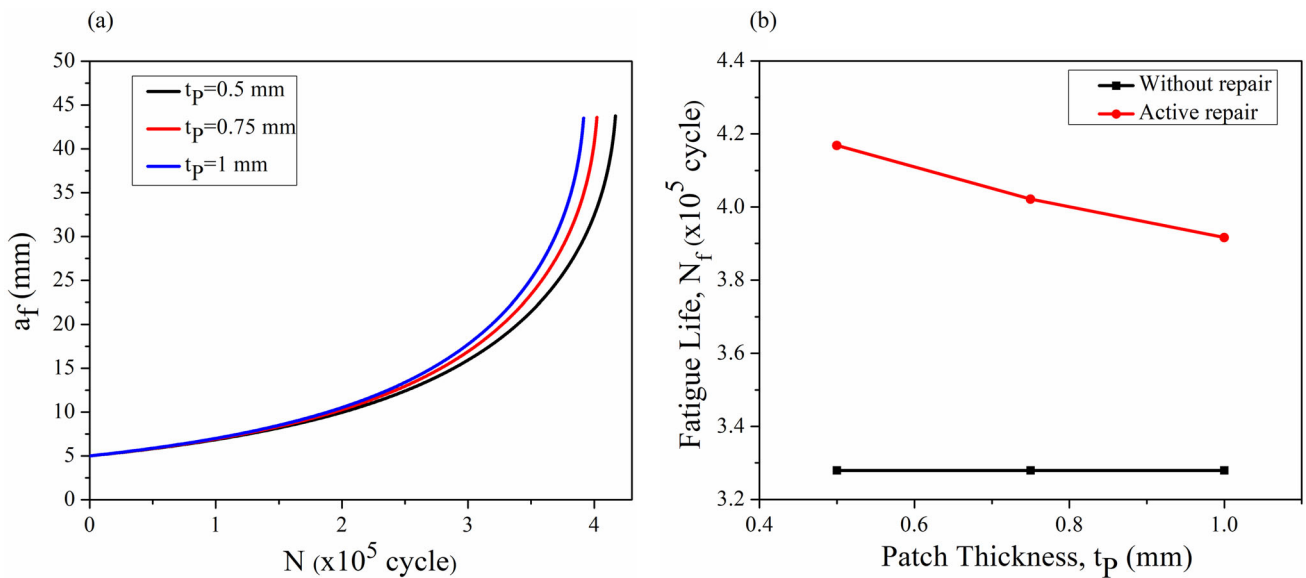 (a)
50
45
40
35
30
25
20
15
10
5
0
a_f (mm)
t_P=0.5 mm
t_P=0.75 mm
t_P=1 mm
0
1
2
3
4
N (x10^5 cycle)
(b)
4.4
4.2
4.0
3.8
3.6
3.4
3.2
Fatigue Life, N_f (x10^5 cycle)
Without repair
Active repair
0.4
0.6
0.8
1.0
Patch Thickness, t_P (mm)